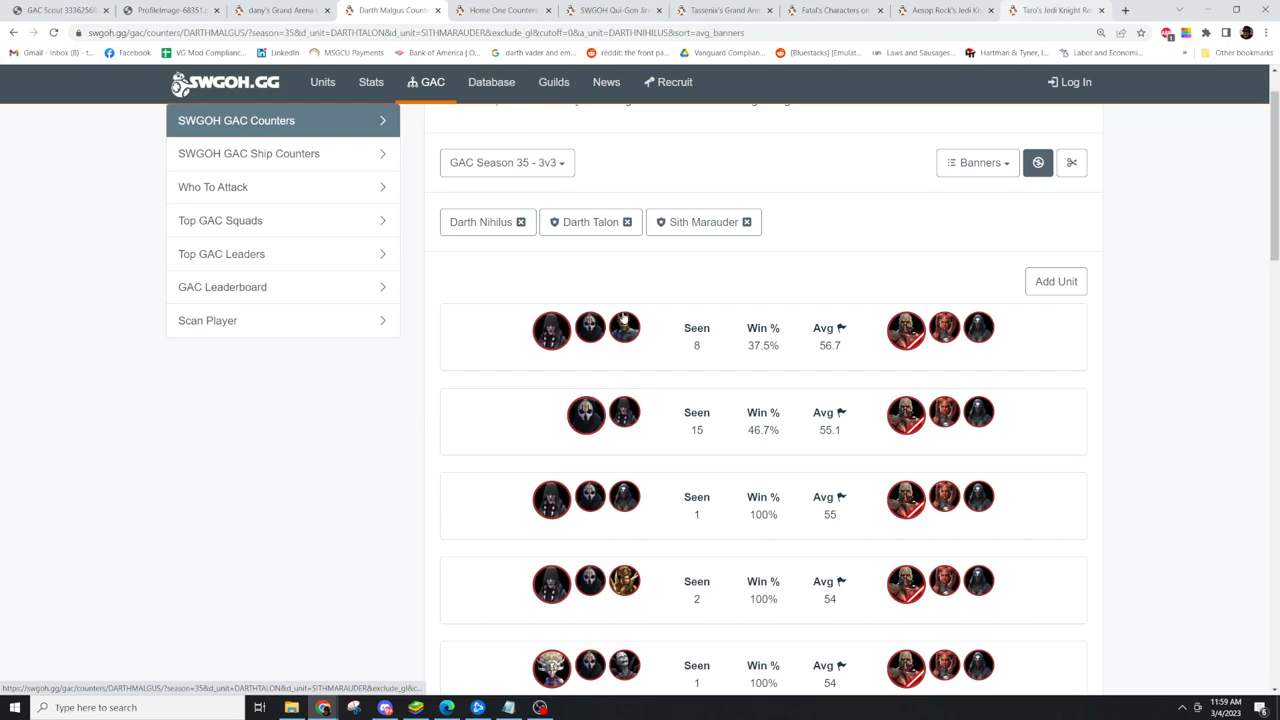 GAC Scout 3336256
ProfileImage-68351.p
dany's Grand Arena C
Darth Malgus Count
Home One Counters
SWGOH Qui-Gon Jin
Tassenix's Grand Aren
Fatal's Characters on
Aesop Rock's Jedi Kn
Taro's Jedi Knight Re
swgoh.gg/gac/counters/DARTHMALGUS/?season=35&d_unit=DARTHTALON&d_unit=SITHMARAUDER&exclude_gl&cutoff=0&a_unit=DARTHNIHILUS&sort=avg_banners
Gmail - Inbox (8) - t...
MSN
VG Mod Complianc...
LinkedIn
MSGCU Payments
Bank of America (...
darth vader and em...
reddit: the front pa...
Vanguard Complian...
[Bluestacks] [Emulat...
Laws and Sausages...
Hartman & Tyner, I...
Labor and Economi...
Other bookmarks
SWGOH.GG
Units
Stats
GAC
Database
Guilds
News
Recruit
Log In
SWGOH GAC Counters
SWGOH GAC Ship Counters
Who To Attack
Top GAC Squads
Top GAC Leaders
GAC Leaderboard
Scan Player
GAC Season 35 - 3v3
Banners
Darth Nihilus
Darth Talon
Sith Marauder
Add Unit
Seen Win % Avg
8 37.5% 56.7
Seen Win % Avg
15 46.7% 55.1
Seen Win % Avg
1 100% 55
Seen Win % Avg
2 100% 54
Seen Win % Avg
1 100% 54
https://swgoh.gg/gac/counters/DARTHMALGUS/?season=35&d_unit=DARTHTALON&d_unit=SITHMARAUDER&exclude_gl&c...
Type here to search
11:59 AM
3/4/2023
6